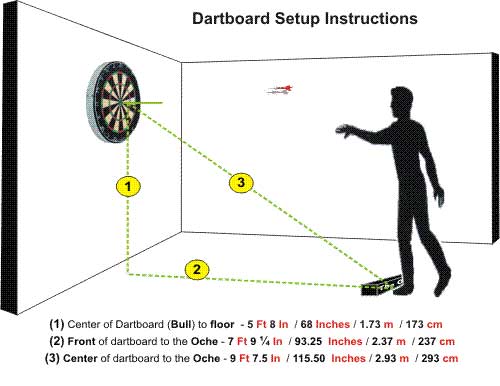 Dartboard Setup Instructions
1
3
2
The O
(1) Center of Dartboard (Bull) to floor - 5 Ft 8 In / 68 Inches / 1.73 m / 173 cm
(2) Front of dartboard to the Oche - 7 Ft 9 ¼ In / 93.25 Inches / 2.37 m / 237 cm
(3) Center of dartboard to the Oche - 9 Ft 7.5 In / 115.50 Inches / 2.93 m / 293 cm